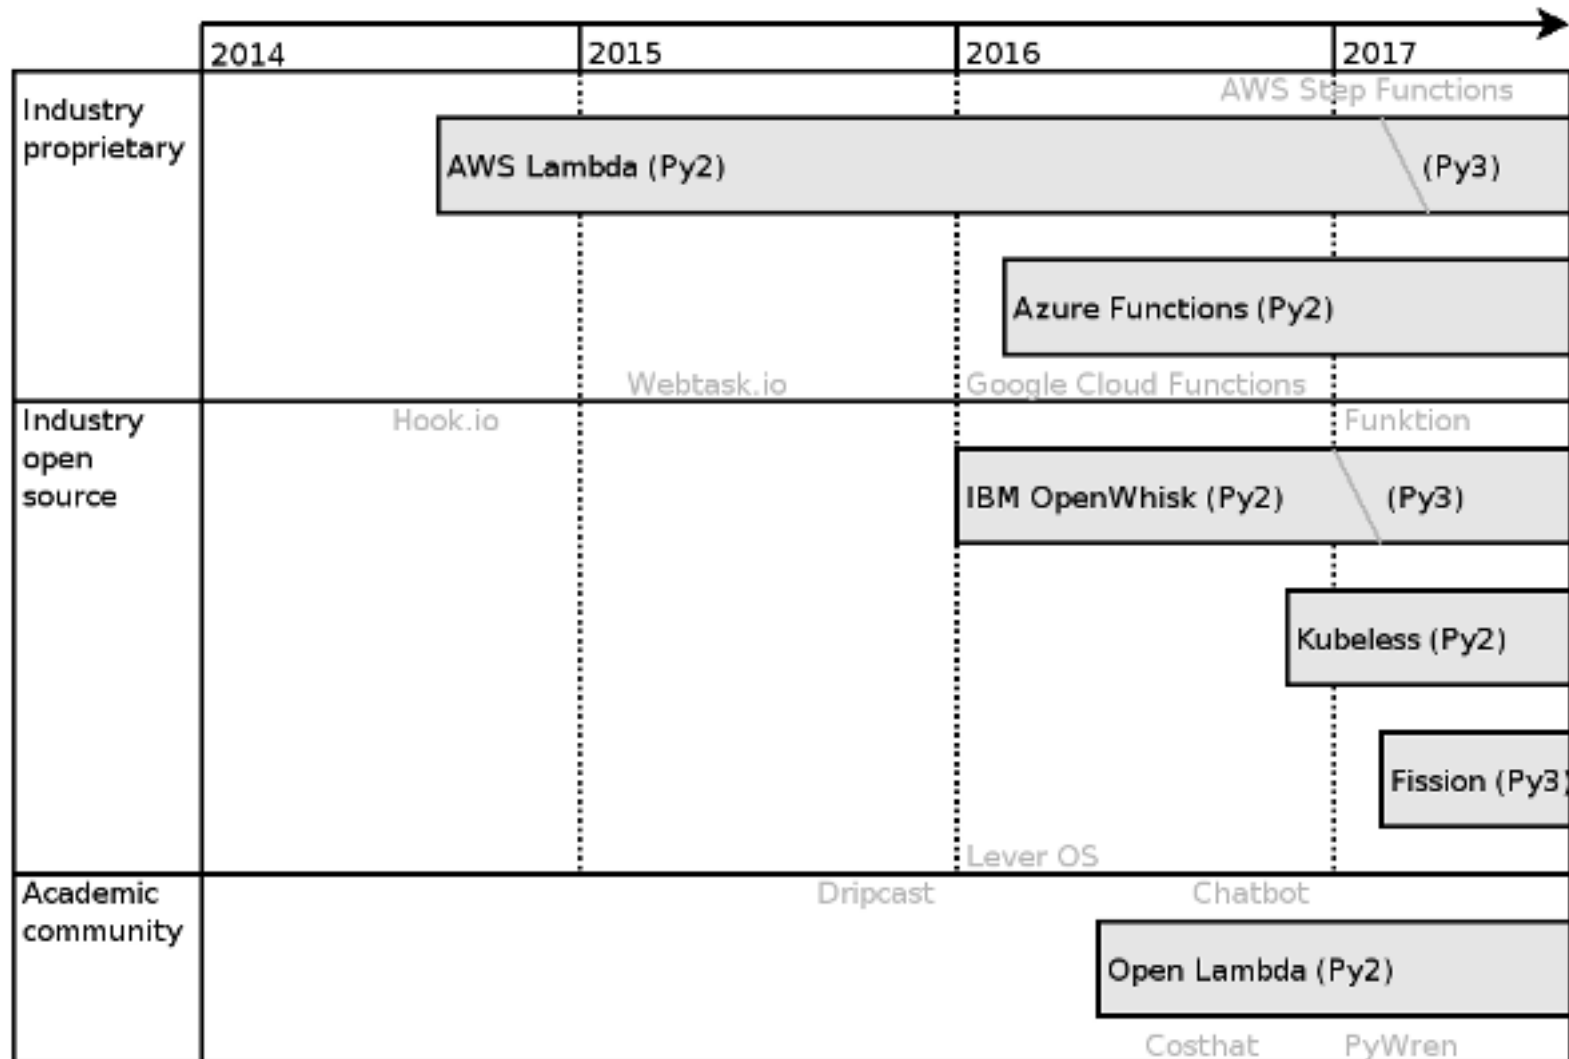 2014 2015 2016 2017
AWS Step Functions
Industry
proprietary
AWS Lambda (Py2) (Py3)
Azure Functions (Py2)
Webtask.io Google Cloud Functions
Industry
open
source
Hook.io Funktion
IBM OpenWhisk (Py2) (Py3)
Kubeless (Py2)
Fission (Py3)
Lever OS
Academic
community
Dripcast Chatbot
Open Lambda (Py2)
Costhat PyWren